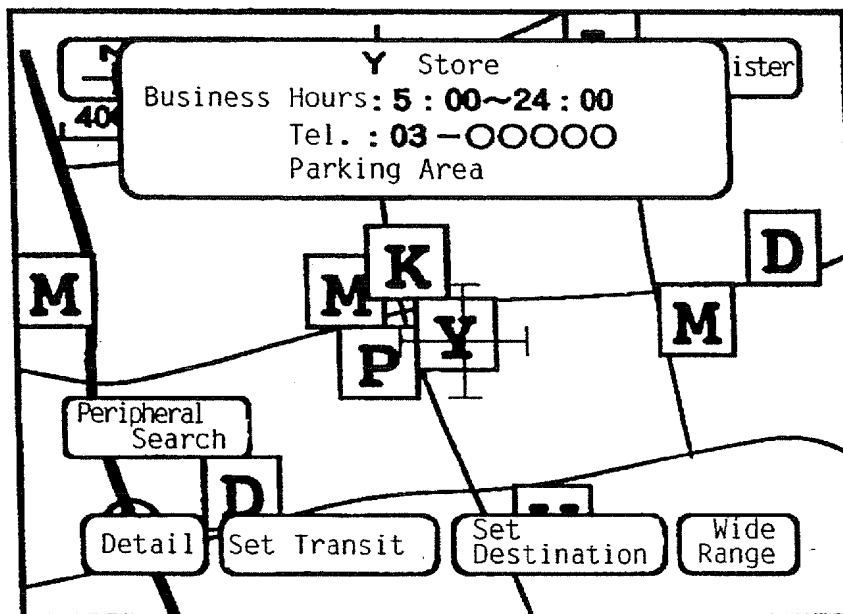 Y Store
Business Hours: 5:00~24:00
Tel.: 03-○○○○○
Parking Area
ister
400
K
D
M
M
Y
M
P
Peripheral
Search
D
Detail
Set Transit
Set
Destination
Wide
Range